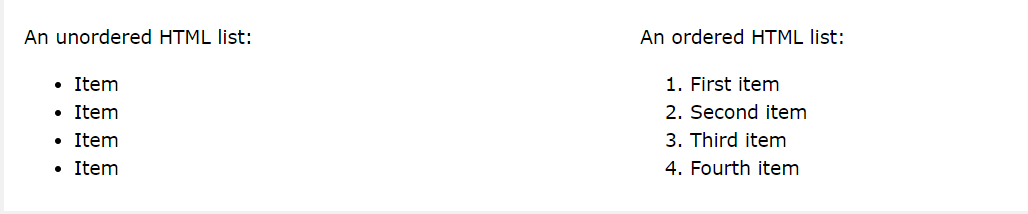 An unordered HTML list:
• Item
• Item
• Item
• Item
An ordered HTML list:
1. First item
2. Second item
3. Third item
4. Fourth item